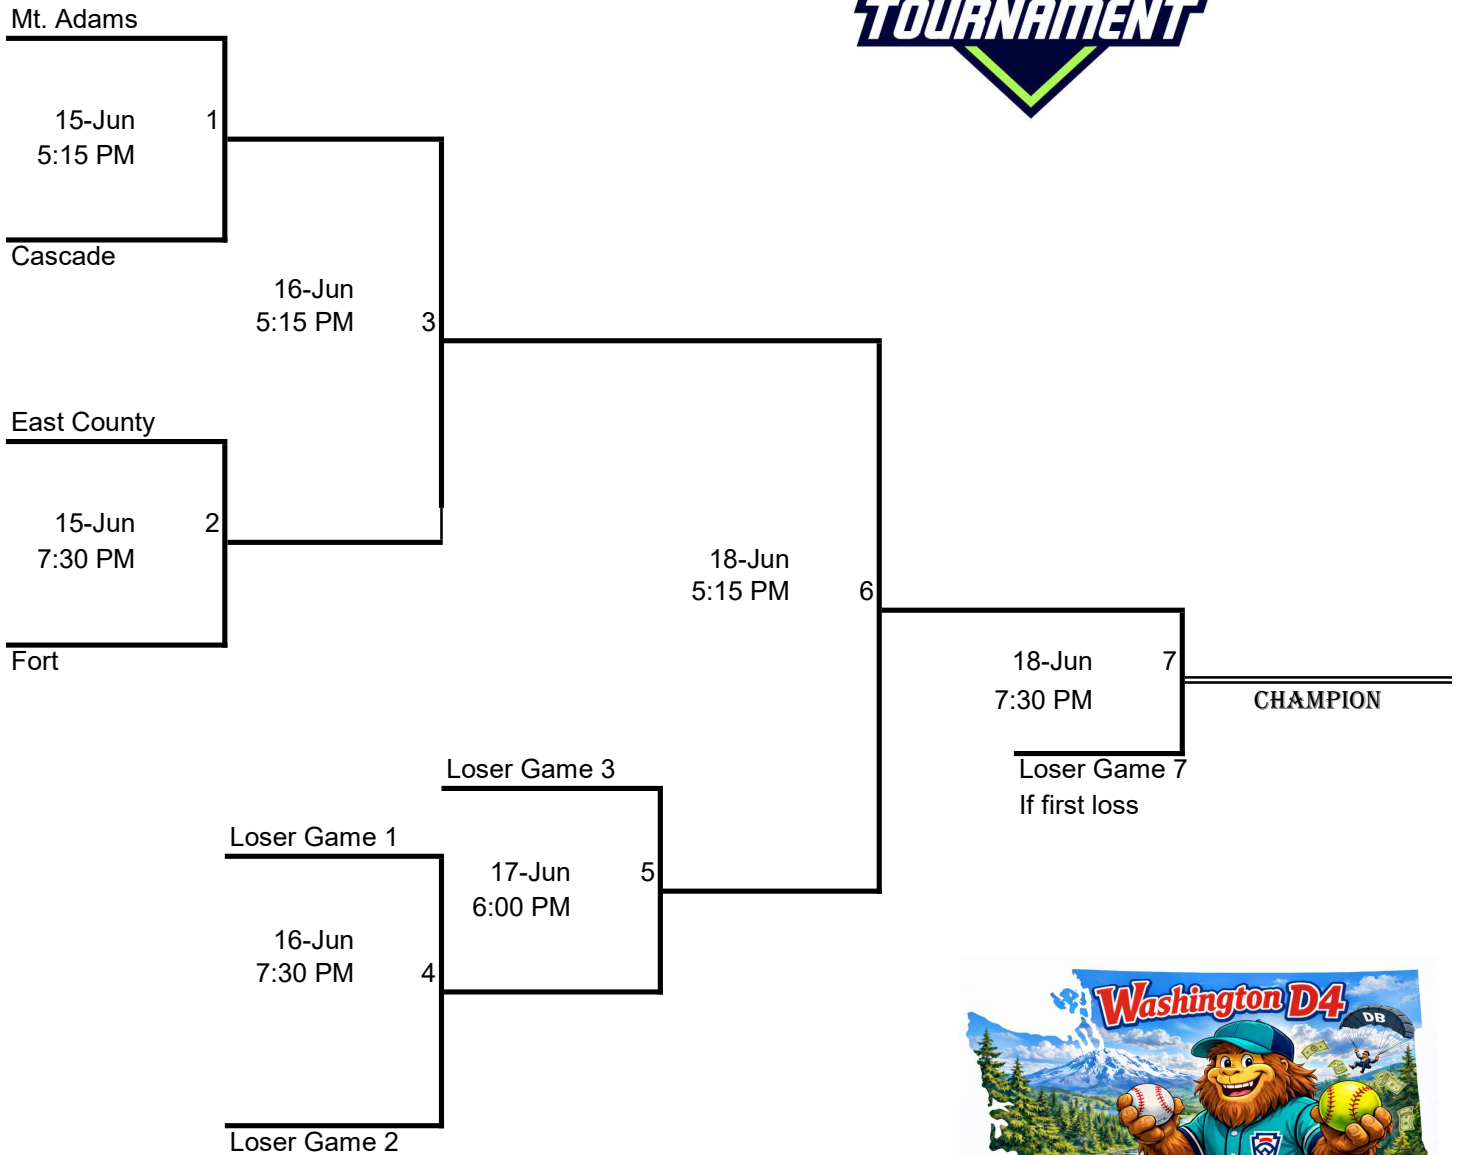 TOURNAMENT
Mt. Adams
15-Jun 1
5:15 PM
Cascade
16-Jun
5:15 PM 3
East County
15-Jun 2
7:30 PM
Fort
18-Jun
5:15 PM 6
18-Jun 7
7:30 PM
CHAMPION
Loser Game 7
If first loss
Loser Game 3
Loser Game 1
17-Jun 5
6:00 PM
16-Jun
7:30 PM 4
Loser Game 2
Washington D4
DB